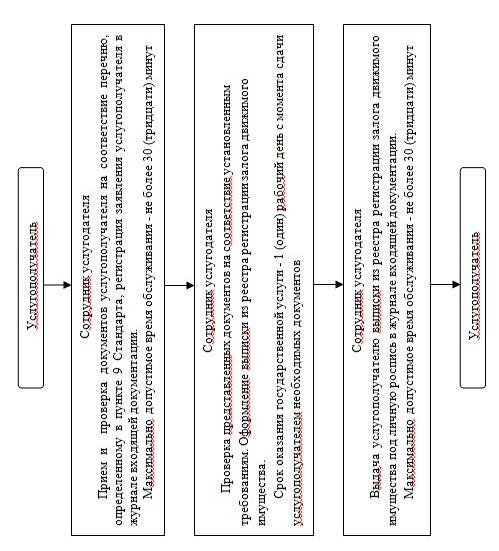 Услугополучатель
Сотрудник услугодателя
Прием и проверка документов услугополучателя на соответствие перечню,
определенному в пункте 9 Стандарта, регистрация заявления услугополучателя в
журнале входящей документации.
Максимально допустимое время обслуживания - не более 30 (тридцати) минут
Сотрудник услугодателя
Проверка представленных документов на соответствие установленным
требованиям. Оформление выписки из реестра регистрации залога движимого
имущества.
Срок оказания государственной услуги - 1 (один) рабочий день с момента сдачи
услугополучателем необходимых документов
Сотрудник услугодателя
Выдача услугополучателю выписки из реестра регистрации залога движимого
имущества под личную роспись в журнале входящей документации.
Максимально допустимое время обслуживания - не более 30 (тридцати) минут
Услугополучатель